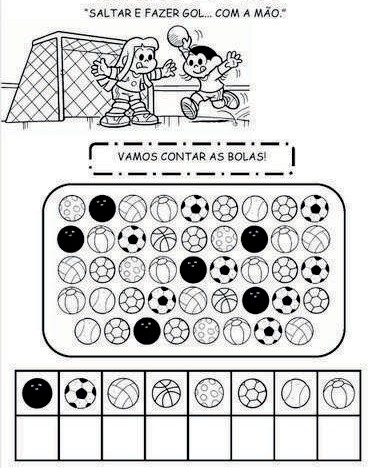 "SALTAR E FAZER GOL... COM A MÃO."
VAMOS CONTAR AS BOLAS!